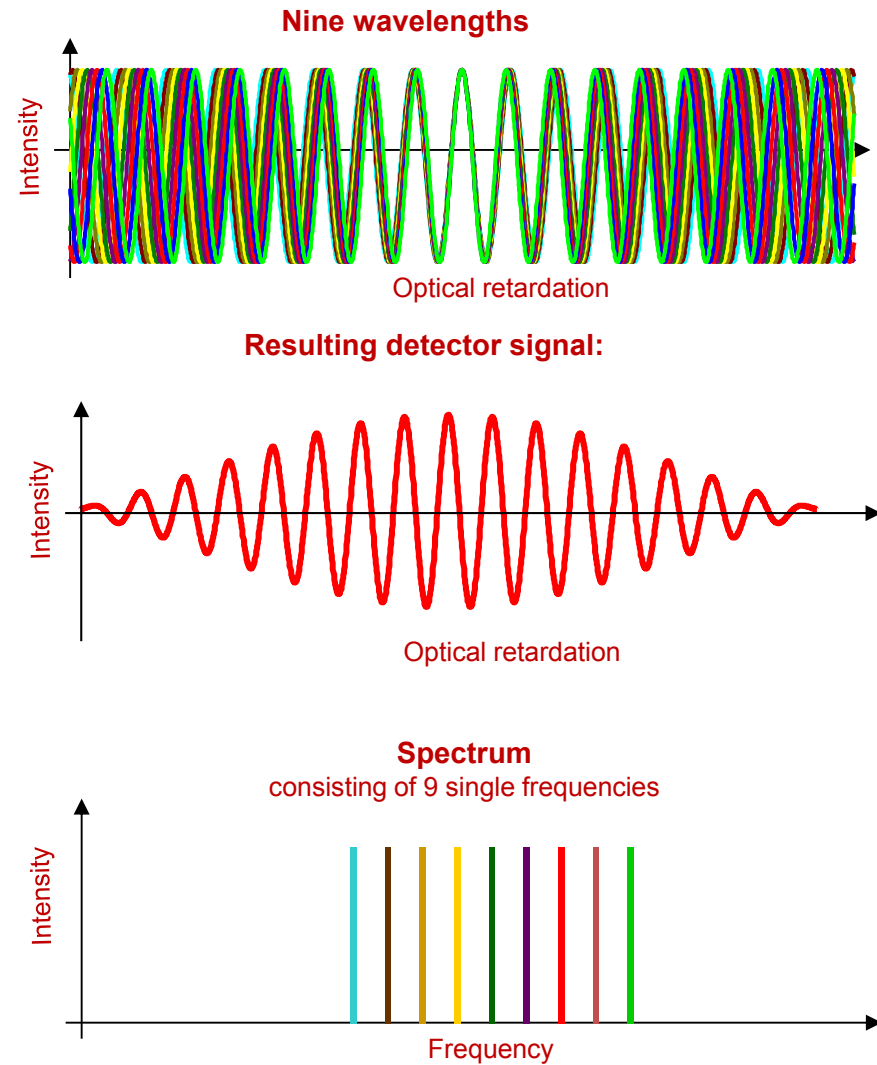 Nine wavelengths
Intensity
Optical retardation
Resulting detector signal:
Intensity
Optical retardation
Spectrum
consisting of 9 single frequencies
Intensity
Frequency